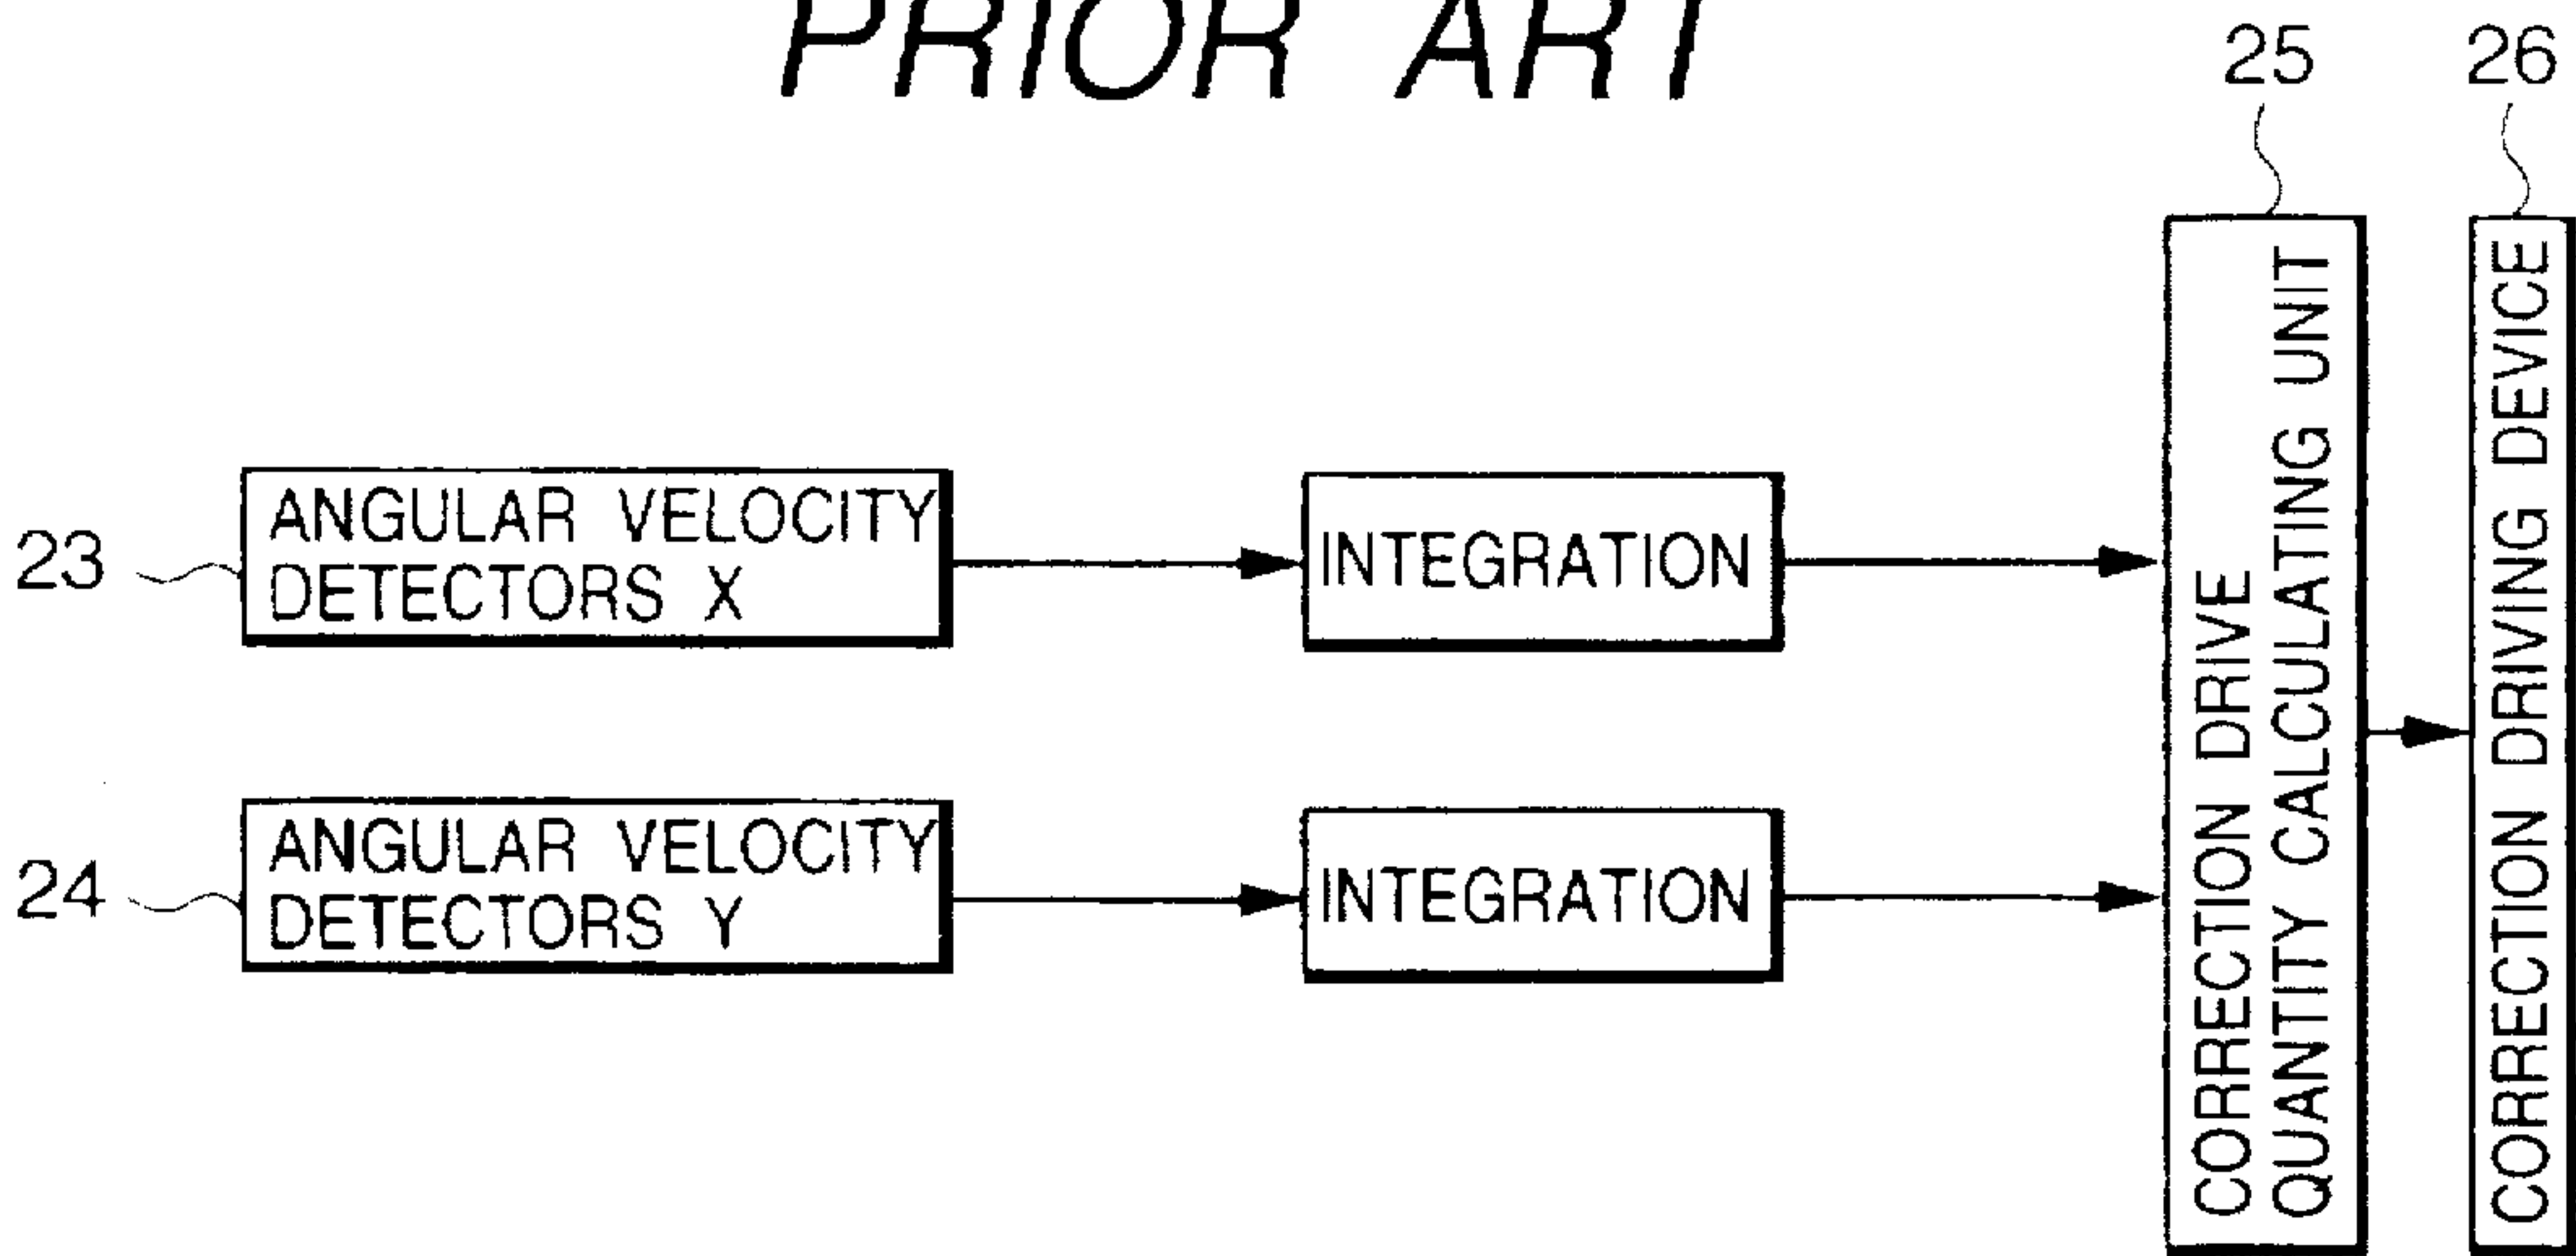 PRIOR ART
25
26
23
ANGULAR VELOCITY
DETECTORS X
INTEGRATION
24
ANGULAR VELOCITY
DETECTORS Y
INTEGRATION
CORRECTION DRIVE
QUANTITY CALCULATING UNIT
CORRECTION DRIVING DEVICE